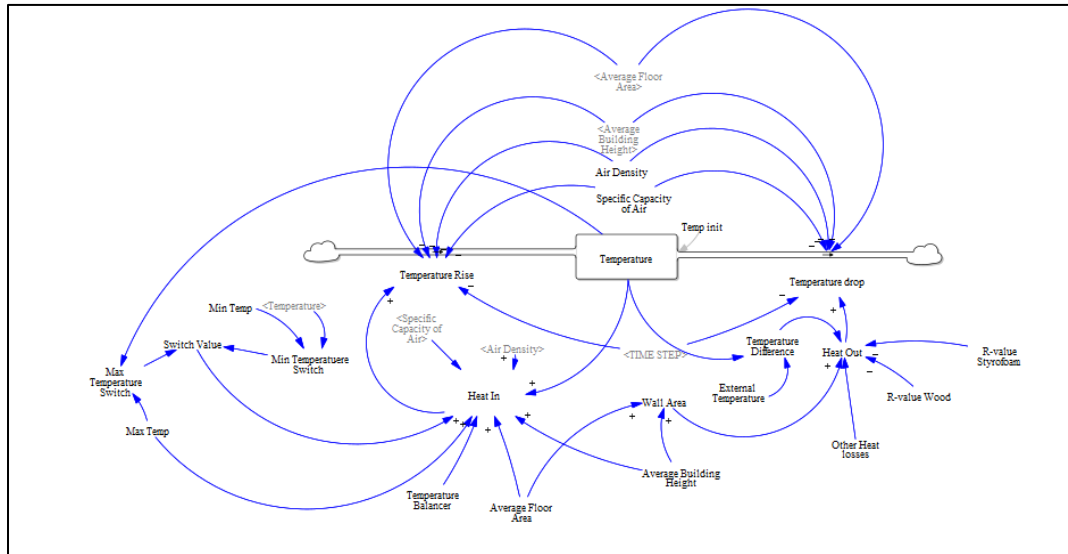 <Average Floor
Area>
<Average
Building
Height>
Air Density
Specific Capacity
of Air
Temp init
Temperature
Temperature Rise
Temperature drop
Min Temp
<Temperature>
<Specific
Capacity of
Air>
Switch Value
Min Temperatuere
Switch
<Air Density>
<TIME STEP>
Temperature
Difference
Heat Out
R-value
Styrofoam
Max
Temperature
Switch
Heat In
External
Temperature
R-value Wood
Wall Area
Max Temp
Other Heat
losses
Average Building
Height
Temperature
Balancer
Average Floor
Area